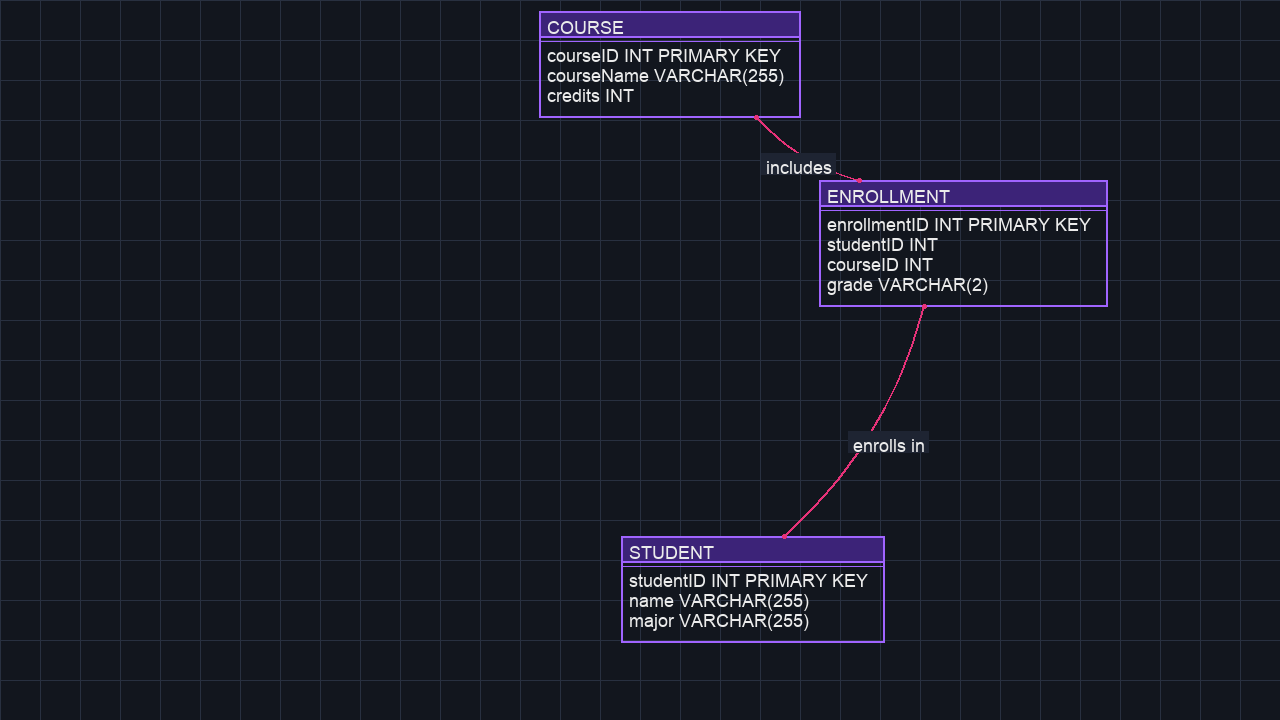 COURSE
courseID INT PRIMARY KEY
courseName VARCHAR(255)
credits INT
includes
ENROLLMENT
enrollmentID INT PRIMARY KEY
studentID INT
courseID INT
grade VARCHAR(2)
enrolls in
STUDENT
studentID INT PRIMARY KEY
name VARCHAR(255)
major VARCHAR(255)